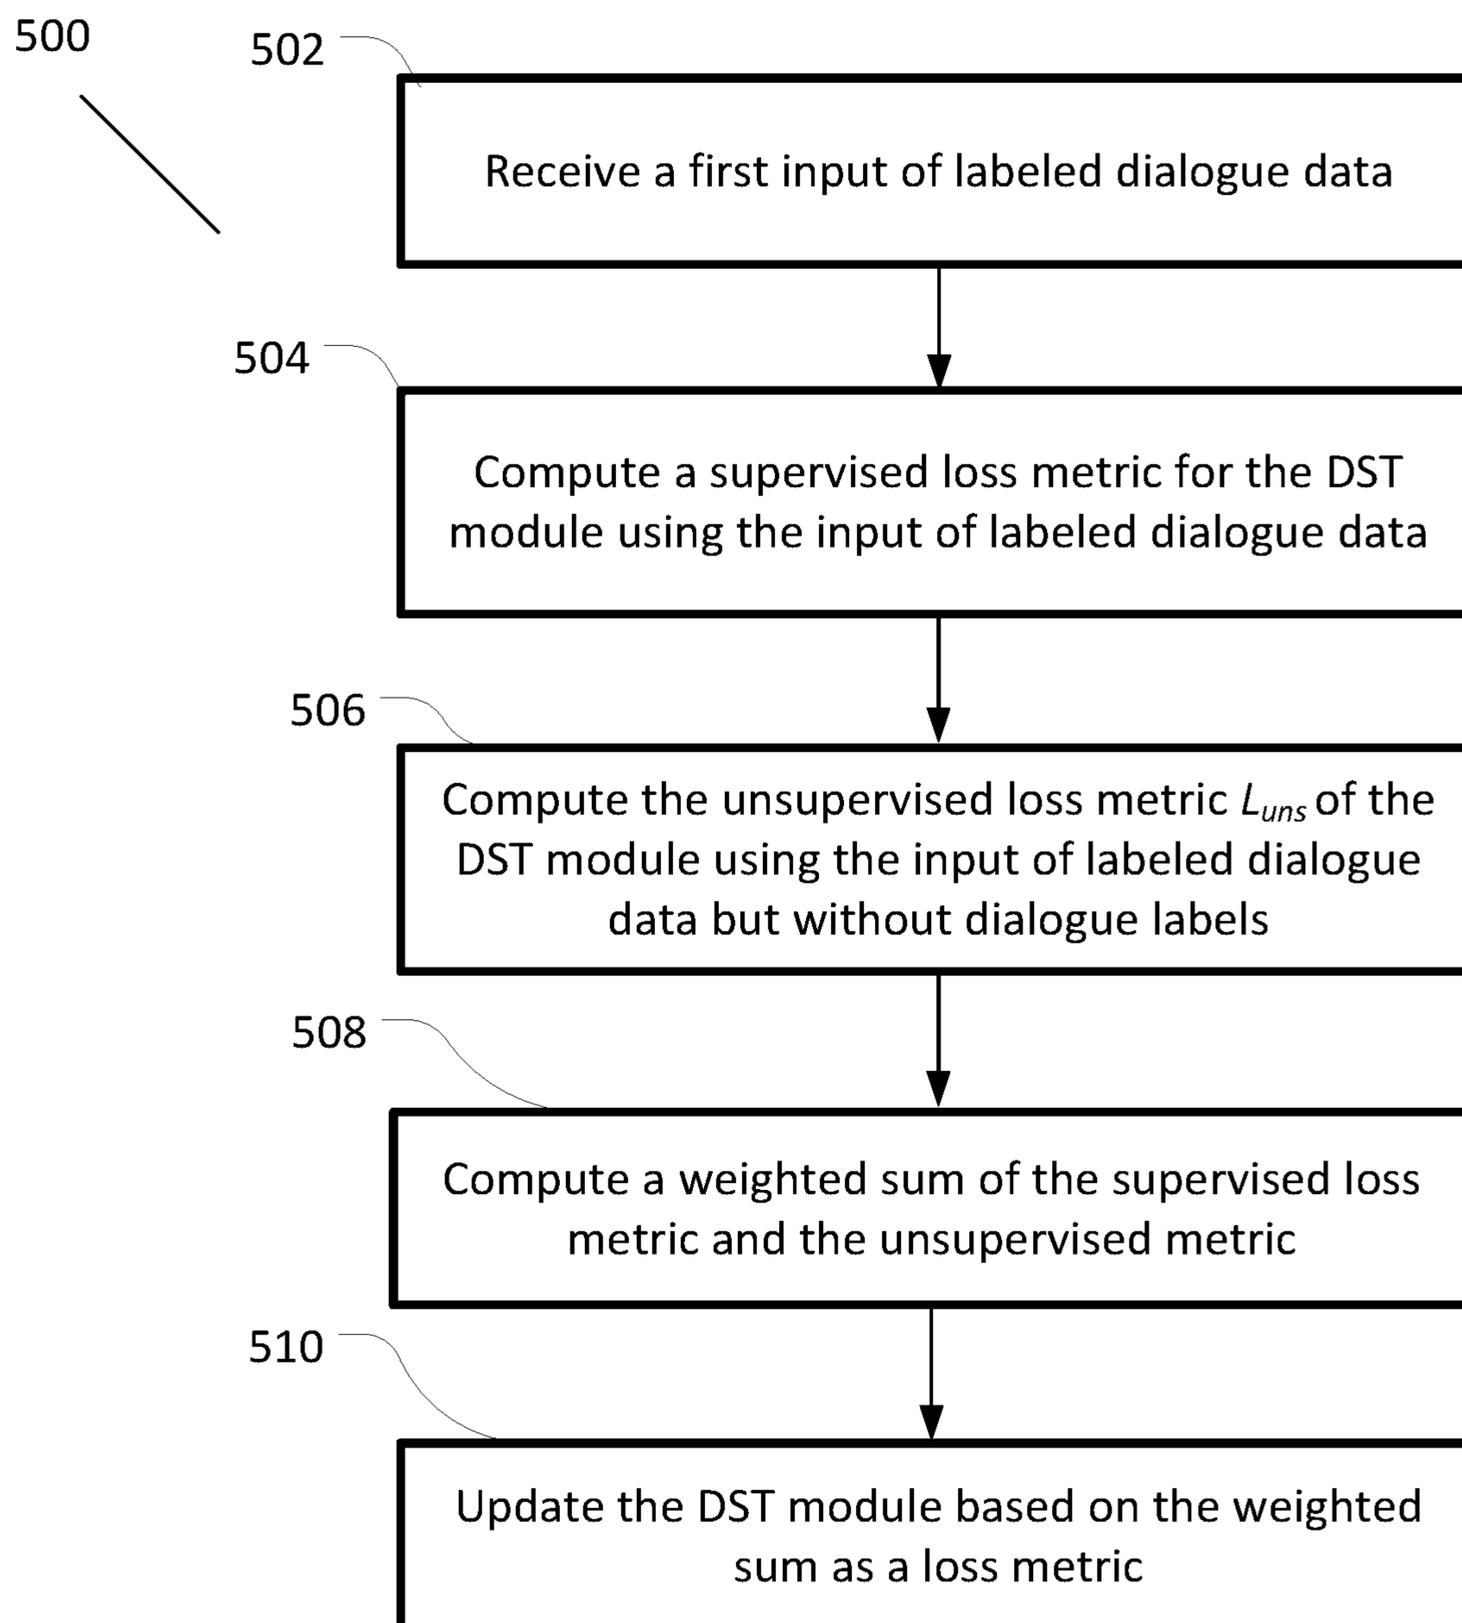 500
502
Receive a first input of labeled dialogue data
504
Compute a supervised loss metric for the DST
module using the input of labeled dialogue data
506
Compute the unsupervised loss metric Luns of the
DST module using the input of labeled dialogue
data but without dialogue labels
508
Compute a weighted sum of the supervised loss
metric and the unsupervised metric
510
Update the DST module based on the weighted
sum as a loss metric